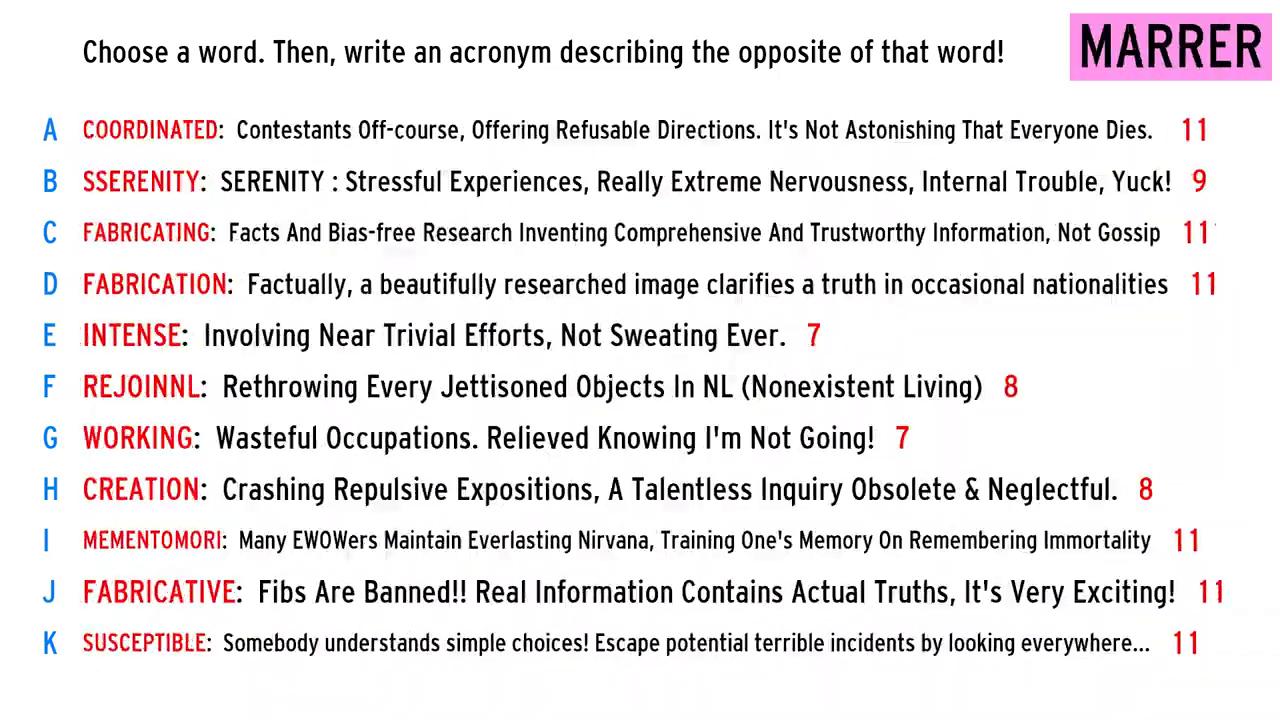 Choose a word. Then, write an acronym describing the opposite of that word!
MARRER
A COORDINATED: Contestants Off-course, Offering Refusable Directions. It's Not Astonishing That Everyone Dies. 11
B SSERENITY: SERENITY : Stressful Experiences, Really Extreme Nervousness, Internal Trouble, Yuck! 9
C FABRICATING: Facts And Bias-free Research Inventing Comprehensive And Trustworthy Information, Not Gossip 11
D FABRICATION: Factually, a beautifully researched image clarifies a truth in occasional nationalities 11
E INTENSE: Involving Near Trivial Efforts, Not Sweating Ever. 7
F REJOINNL: Rethrowing Every Jettisoned Objects In NL (Nonexistent Living) 8
G WORKING: Wasteful Occupations. Relieved Knowing I'm Not Going! 7
H CREATION: Crashing Repulsive Expositions, A Talentless Inquiry Obsolete & Neglectful. 8
I MEMENTOMORI: Many EWOWers Maintain Everlasting Nirvana, Training One's Memory On Remembering Immortality 11
J FABRICATIVE: Fibs Are Banned!! Real Information Contains Actual Truths, It's Very Exciting! 11
K SUSCEPTIBLE: Somebody understands simple choices! Escape potential terrible incidents by looking everywhere... 11